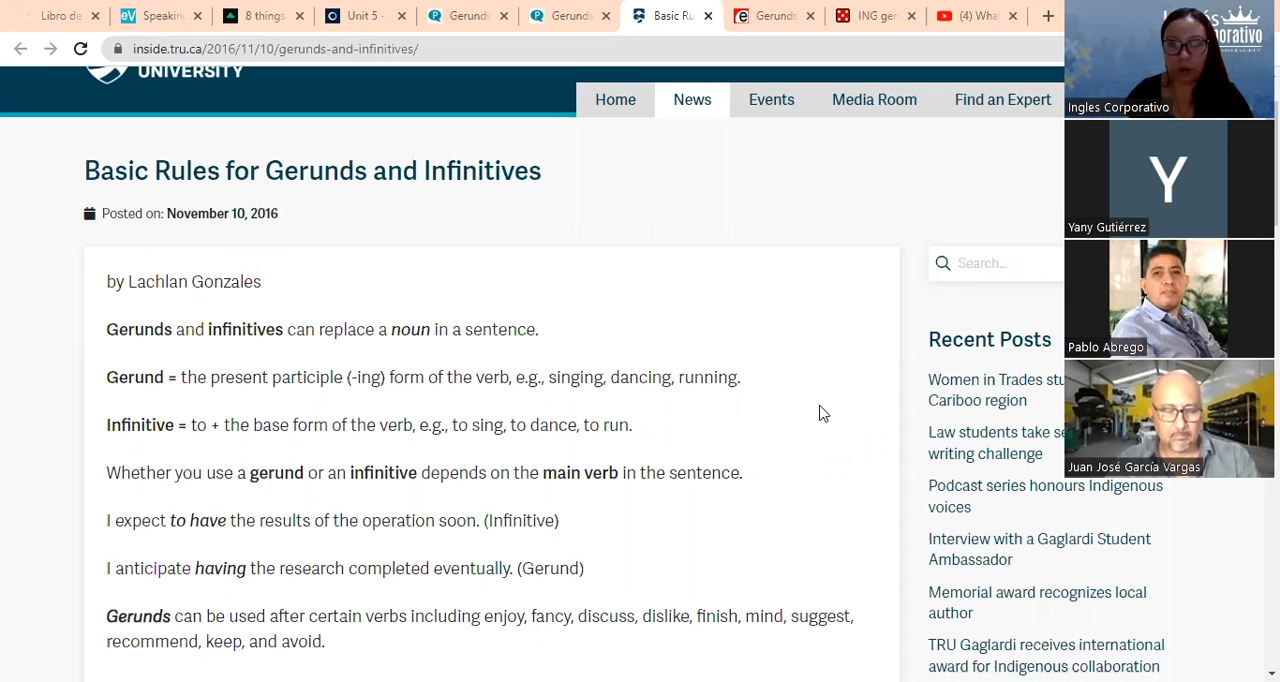 Libro de
Speakin
8 things
Unit 5 -
Gerunds
Gerunds
Basic Ru
Gerunds
ING ger
(4) Wha
inside.tru.ca/2016/11/10/gerunds-and-infinitives/
UNIVERSITY
Home
News
Events
Media Room
Find an Expert
Basic Rules for Gerunds and Infinitives
Posted on: November 10, 2016
by Lachlan Gonzales
Gerunds and infinitives can replace a noun in a sentence.
Gerund = the present participle (-ing) form of the verb, e.g., singing, dancing, running.
Infinitive = to + the base form of the verb, e.g., to sing, to dance, to run.
Whether you use a gerund or an infinitive depends on the main verb in the sentence.
I expect to have the results of the operation soon. (Infinitive)
I anticipate having the research completed eventually. (Gerund)
Gerunds can be used after certain verbs including enjoy, fancy, discuss, dislike, finish, mind, suggest,
recommend, keep, and avoid.
Search...
Recent Posts
Women in Trades stu
Cariboo region
Law students take se
writing challenge
Podcast series honours Indigenous
voices
Interview with a Gaglardi Student
Ambassador
Memorial award recognizes local
author
TRU Gaglardi receives international
award for Indigenous collaboration
Ingles Corporativo
Y
Yany Gutiérrez
Pablo Abrego
Juan José García Vargas